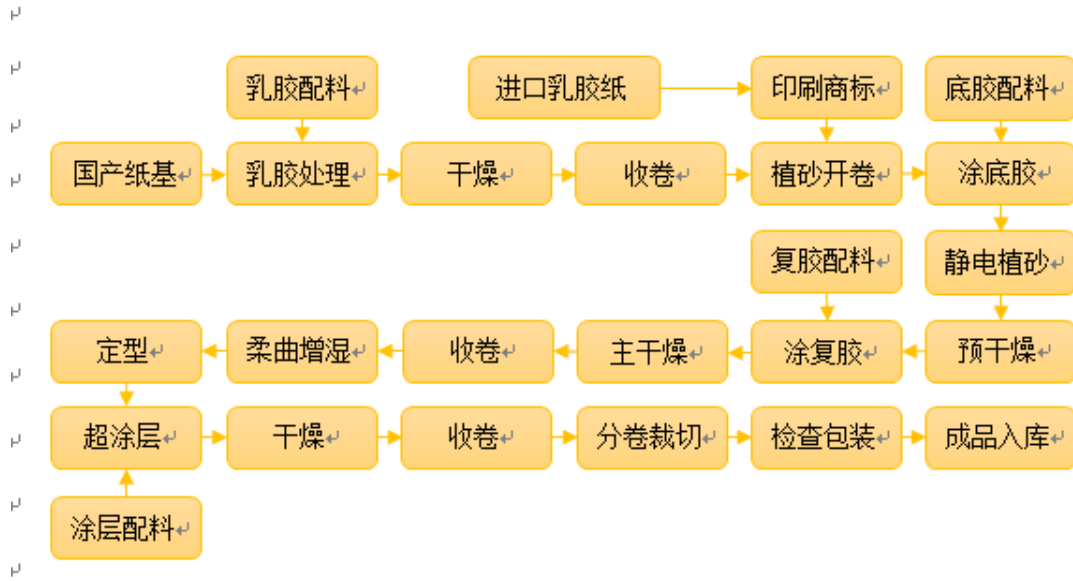 乳胶配料
进口乳胶纸
印刷商标
底胶配料
国产纸基
乳胶处理
干燥
收卷
植砂开卷
涂底胶
复胶配料
静电植砂
定型
柔曲增湿
收卷
主干燥
涂复胶
预干燥
超涂层
干燥
收卷
分卷裁切
检查包装
成品入库
涂层配料